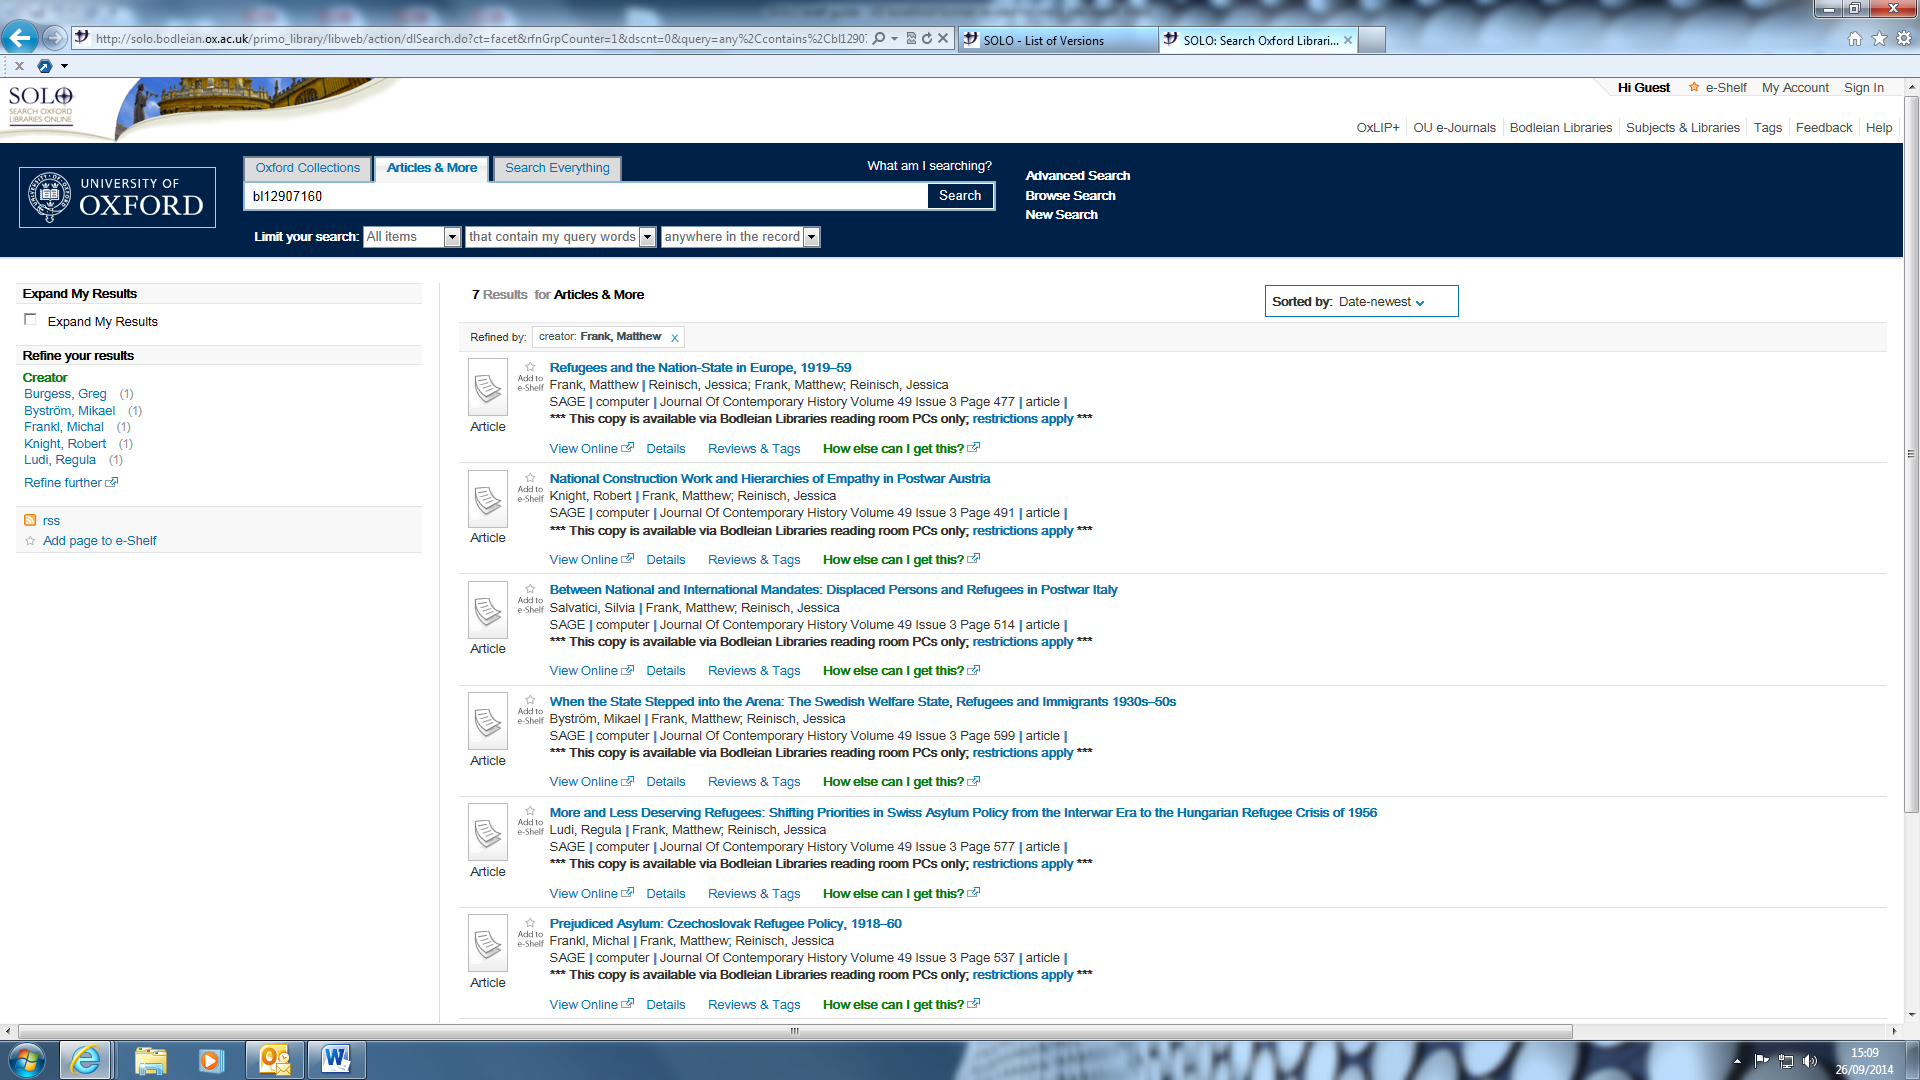 http://solo.bodleian.ox.ac.uk/primo_library/libweb/action/dlSearch.do?ct=facet&rfnGrpCounter=1&dscnt=0&query=any%2Ccontains%2Cbl12907
SOLO - List of Versions
SOLO: Search Oxford Librari...
SOLO
SEARCH OXFORD
LIBRARIES ONLINE
Hi Guest e-Shelf My Account Sign In
OxLIP+ OU e-Journals Bodleian Libraries Subjects & Libraries Tags Feedback Help
UNIVERSITY OF
OXFORD
Oxford Collections Articles & More Search Everything What am I searching?
bl12907160 Search
Advanced Search
Browse Search
New Search
Limit your search: All items that contain my query words anywhere in the record
Expand My Results
Expand My Results
Refine your results
Creator
Burgess, Greg (1)
Byström, Mikael (1)
Frankl, Michal (1)
Knight, Robert (1)
Ludi, Regula (1)
Refine further
rss
Add page to e-Shelf
7 Results for Articles & More
Sorted by: Date-newest
Refined by: creator: Frank, Matthew x
Article
Add to
e-Shelf
Refugees and the Nation-State in Europe, 1919–59
Frank, Matthew | Reinisch, Jessica; Frank, Matthew; Reinisch, Jessica
SAGE | computer | Journal Of Contemporary History Volume 49 Issue 3 Page 477 | article |
*** This copy is available via Bodleian Libraries reading room PCs only; restrictions apply ***
View Online Details Reviews & Tags How else can I get this?
Article
Add to
e-Shelf
National Construction Work and Hierarchies of Empathy in Postwar Austria
Knight, Robert | Frank, Matthew; Reinisch, Jessica
SAGE | computer | Journal Of Contemporary History Volume 49 Issue 3 Page 491 | article |
*** This copy is available via Bodleian Libraries reading room PCs only; restrictions apply ***
View Online Details Reviews & Tags How else can I get this?
Article
Add to
e-Shelf
Between National and International Mandates: Displaced Persons and Refugees in Postwar Italy
Salvatici, Silvia | Frank, Matthew; Reinisch, Jessica
SAGE | computer | Journal Of Contemporary History Volume 49 Issue 3 Page 514 | article |
*** This copy is available via Bodleian Libraries reading room PCs only; restrictions apply ***
View Online Details Reviews & Tags How else can I get this?
Article
Add to
e-Shelf
When the State Stepped into the Arena: The Swedish Welfare State, Refugees and Immigrants 1930s–50s
Byström, Mikael | Frank, Matthew; Reinisch, Jessica
SAGE | computer | Journal Of Contemporary History Volume 49 Issue 3 Page 599 | article |
*** This copy is available via Bodleian Libraries reading room PCs only; restrictions apply ***
View Online Details Reviews & Tags How else can I get this?
Article
Add to
e-Shelf
More and Less Deserving Refugees: Shifting Priorities in Swiss Asylum Policy from the Interwar Era to the Hungarian Refugee Crisis of 1956
Ludi, Regula | Frank, Matthew; Reinisch, Jessica
SAGE | computer | Journal Of Contemporary History Volume 49 Issue 3 Page 577 | article |
*** This copy is available via Bodleian Libraries reading room PCs only; restrictions apply ***
View Online Details Reviews & Tags How else can I get this?
Article
Add to
e-Shelf
Prejudiced Asylum: Czechoslovak Refugee Policy, 1918–60
Frankl, Michal | Frank, Matthew; Reinisch, Jessica
SAGE | computer | Journal Of Contemporary History Volume 49 Issue 3 Page 537 | article |
*** This copy is available via Bodleian Libraries reading room PCs only; restrictions apply ***
View Online Details Reviews & Tags How else can I get this?
15:09
26/09/2014